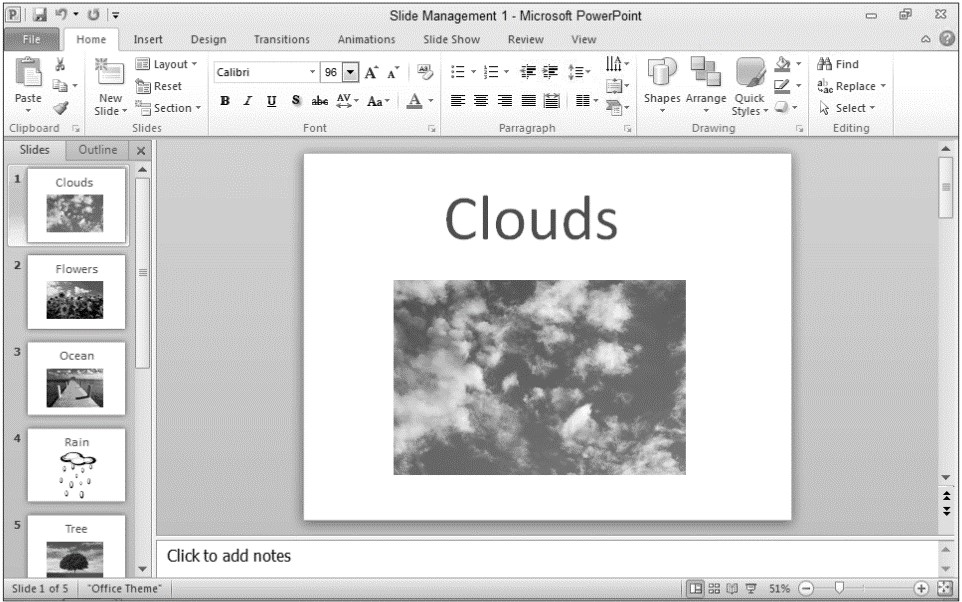 Slide Management 1 - Microsoft PowerPoint
File Home Insert Design Transitions Animations Slide Show Review View
Paste
Clipboard
New Slide
Layout
Reset
Section
Slides
Calibri 96 A A Aa
B I U S abc AV Aa A
Font
Paragraph
Shapes Arrange Quick Styles
Drawing
Find
Replace
Select
Editing
Slides Outline
1 Clouds
2 Flowers
3 Ocean
4 Rain
5 Tree
Clouds
Click to add notes
Slide 1 of 5 "Office Theme" 51%